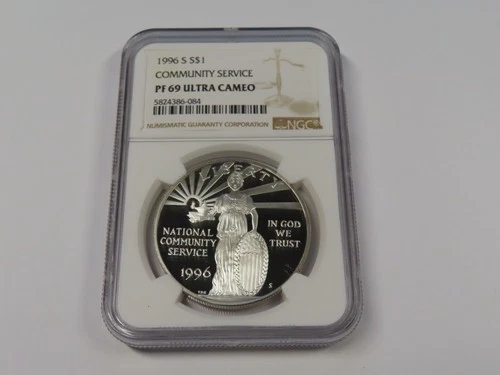 1996 S S$1
COMMUNITY SERVICE
PF 69 ULTRA CAMEO
5824386-084
NUMISMATIC GUARANTY CORPORATION
NGC
LIBERTY
NATIONAL
COMMUNITY
SERVICE
1996
IN GOD
WE
TRUST
S